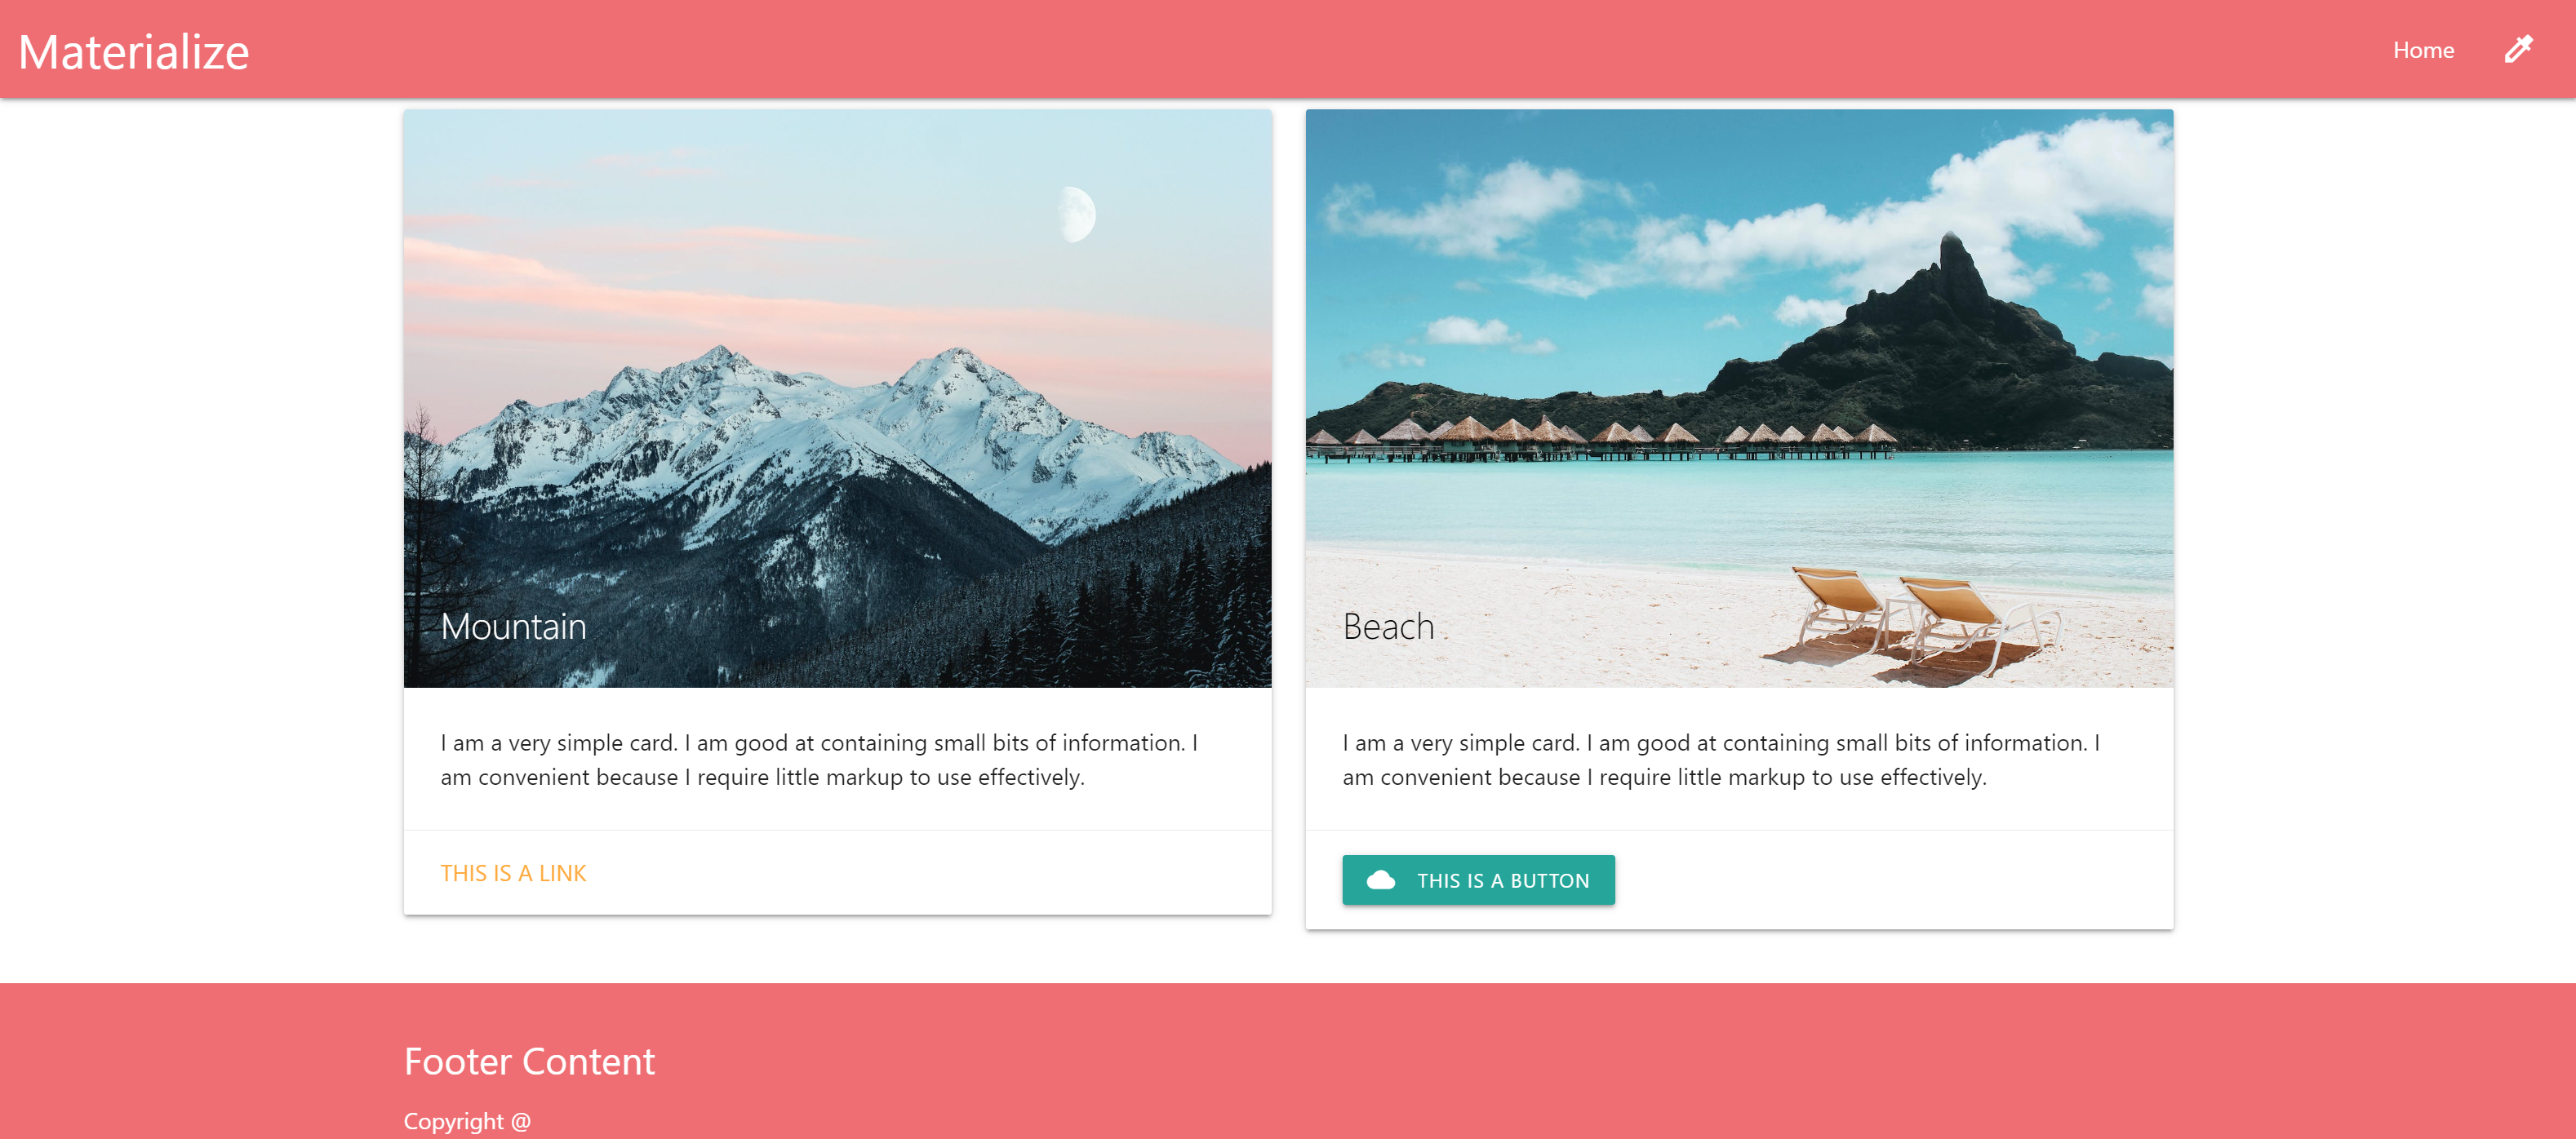 Materialize
Home
Mountain
Beach
I am a very simple card. I am good at containing small bits of information. I
am convenient because I require little markup to use effectively.
THIS IS A LINK
I am a very simple card. I am good at containing small bits of information. I
am convenient because I require little markup to use effectively.
THIS IS A BUTTON
Footer Content
Copyright @